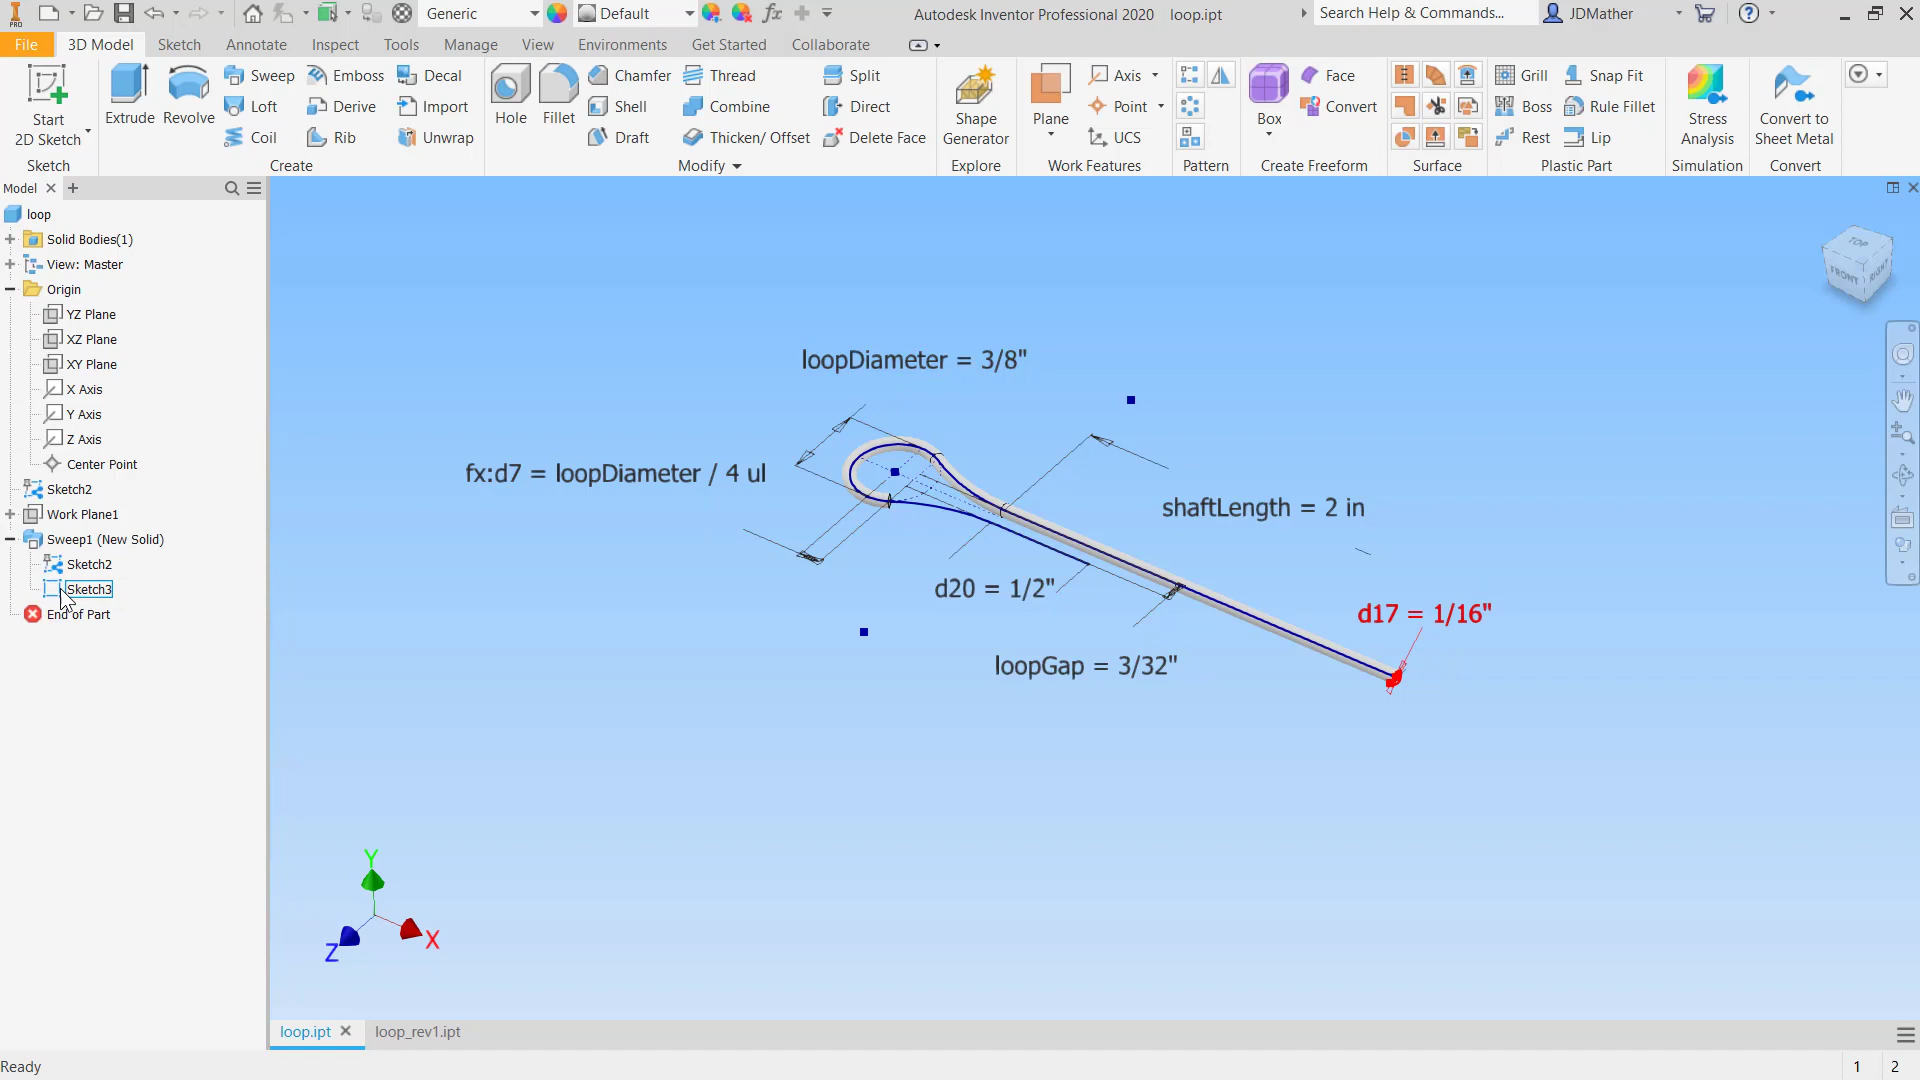 Generic
Default
fx
Autodesk Inventor Professional 2020 loop.ipt
Search Help & Commands...
JDMather
PRO
File
3D Model
Sketch
Annotate
Inspect
Tools
Manage
View
Environments
Get Started
Collaborate
Start
2D Sketch
Sketch
Extrude
Revolve
Sweep
Loft
Coil
Emboss
Derive
Rib
Decal
Import
Unwrap
Create
Hole
Fillet
Chamfer
Shell
Draft
Thread
Combine
Thicken/ Offset
Split
Direct
Delete Face
Modify
Shape
Generator
Explore
Plane
Axis
Point
UCS
Work Features
Pattern
Box
Face
Convert
Create Freeform
Surface
Grill
Boss
Rest
Snap Fit
Rule Fillet
Lip
Plastic Part
Stress
Analysis
Simulation
Convert to
Sheet Metal
Convert
Model
loop
Solid Bodies(1)
View: Master
Origin
YZ Plane
XZ Plane
XY Plane
X Axis
Y Axis
Z Axis
Center Point
Sketch2
Work Plane1
Sweep1 (New Solid)
Sketch2
Sketch3
End of Part
TOP
FRONT
RIGHT
loopDiameter = 3/8"
fx:d7 = loopDiameter / 4 ul
shaftLength = 2 in
d20 = 1/2"
d17 = 1/16"
loopGap = 3/32"
Y
Z
X
loop.ipt
loop_rev1.ipt
Ready
1
2